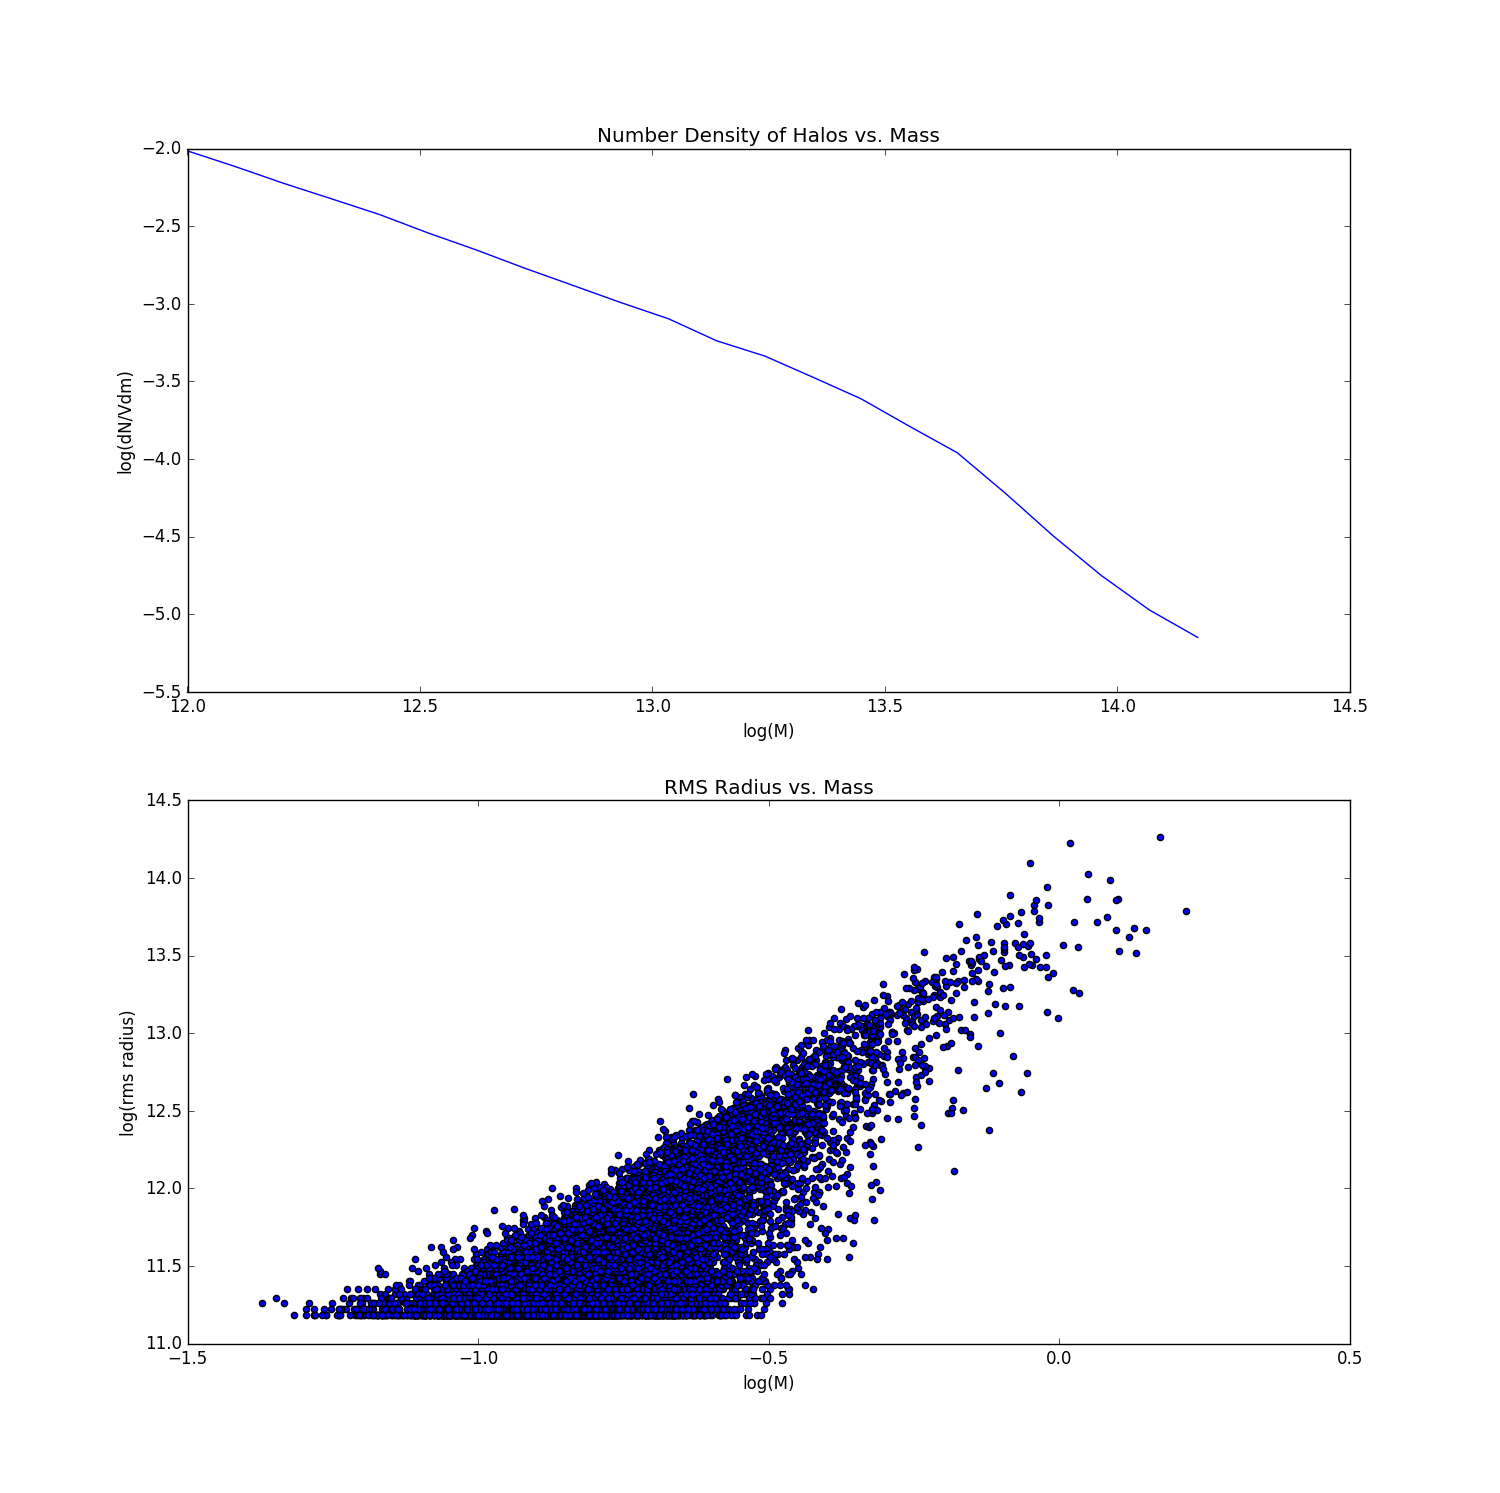 Number Density of Halos vs. Mass
−2.0
−2.5
−3.0
−3.5
−4.0
−4.5
−5.0
−5.5
log(dN/Vdm)
12.0 12.5 13.0 13.5 14.0 14.5
log(M)
RMS Radius vs. Mass
14.5
14.0
13.5
13.0
12.5
12.0
11.5
11.0
log(rms radius)
−1.5 −1.0 −0.5 0.0 0.5
log(M)